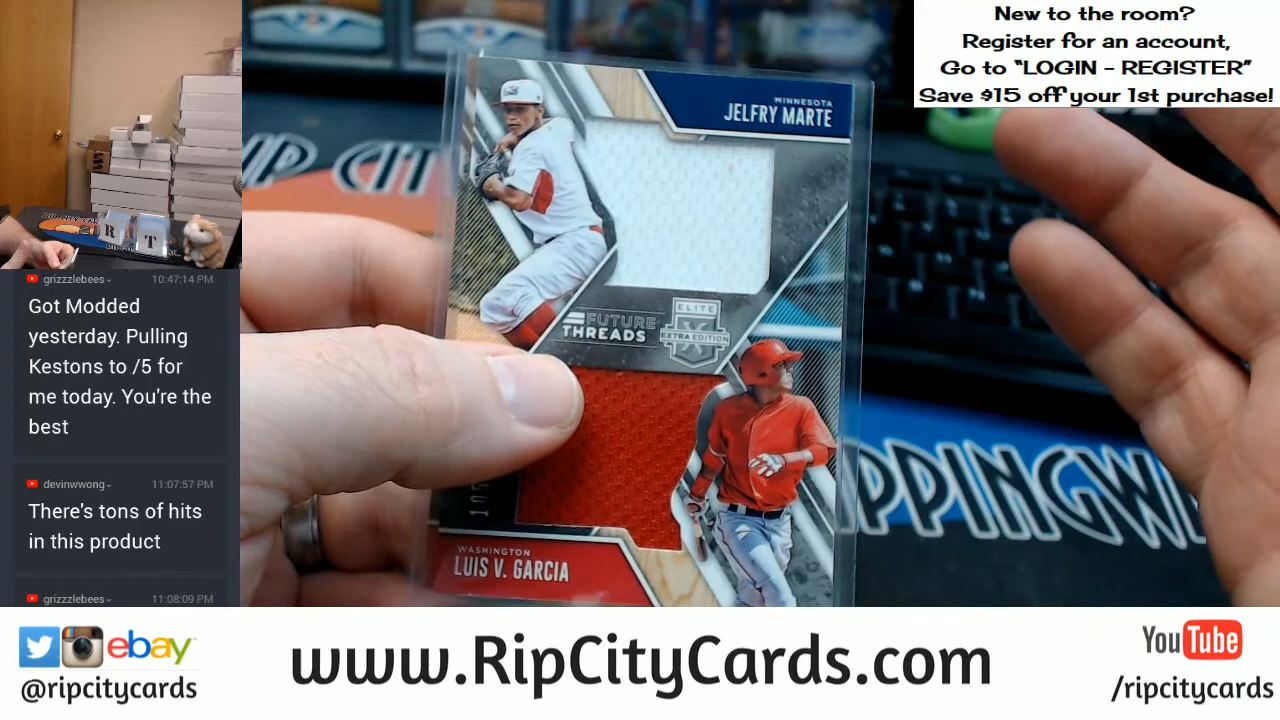 New to the room?
Register for an account,
Go to “LOGIN - REGISTER”
Save $15 off your 1st purchase!
MINNESOTA
JELFRY MARTE
R T
FUTURE
THREADS
ELITE
X
EXTRA EDITION
WASHINGTON
LUIS V. GARCIA
IP CIT
PPINGW
grizzzlebees 10:47:14 PM
Got Modded
yesterday. Pulling
Kestons to /5 for
me today. You’re the
best
devinwwong 11:07:57 PM
There’s tons of hits
in this product
grizzzlebees 11:08:09 PM
ebay
@ripcitycards
www.RipCityCards.com
YouTube
/ripcitycards